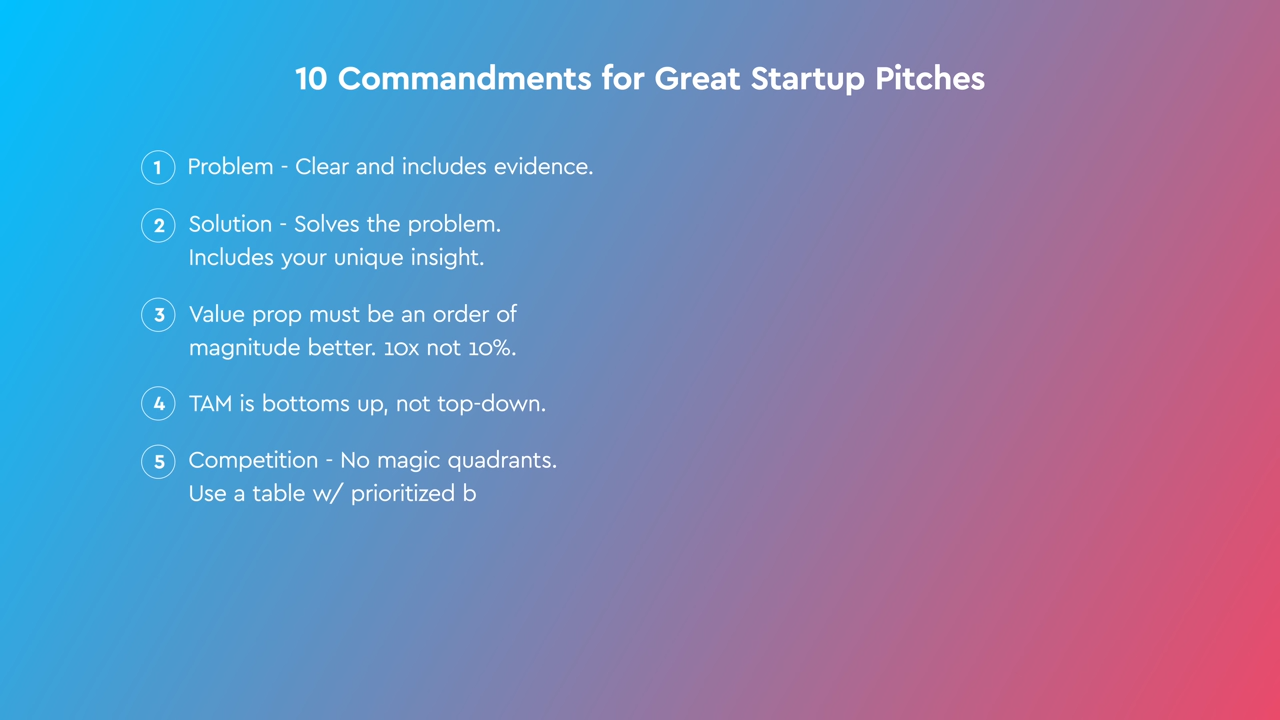 10 Commandments for Great Startup Pitches
1 Problem - Clear and includes evidence.
2 Solution - Solves the problem.
Includes your unique insight.
3 Value prop must be an order of
magnitude better. 10x not 10%.
4 TAM is bottoms up, not top-down.
5 Competition - No magic quadrants.
Use a table w/ prioritized b